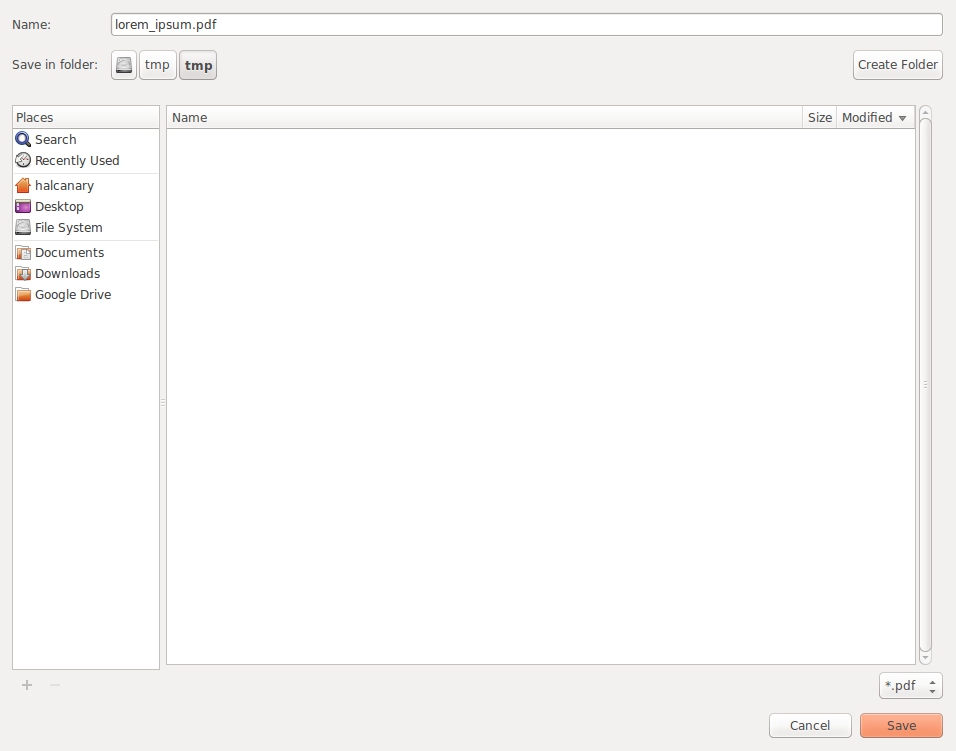 Name: lorem_ipsum.pdf
Save in folder: tmp tmp Create Folder
Places Name Size Modified
Search
Recently Used
halcanary
Desktop
File System
Documents
Downloads
Google Drive
*.pdf
Cancel Save